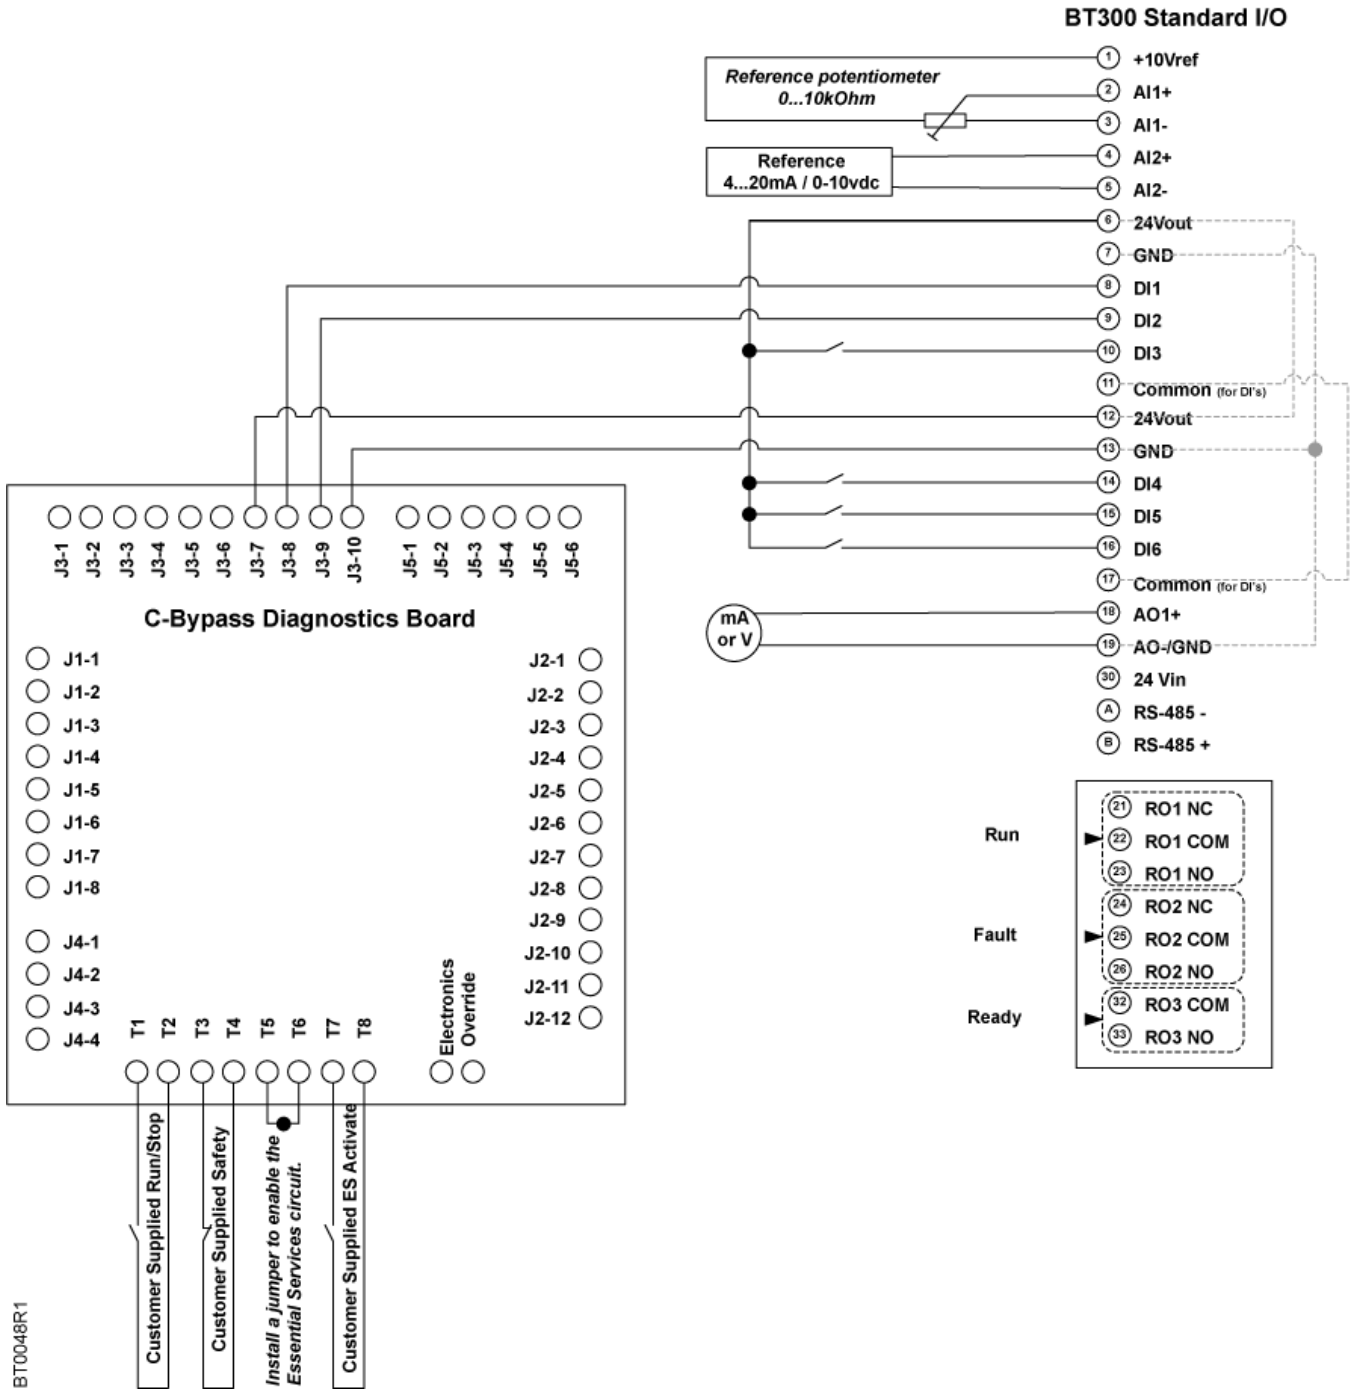 BT300 Standard I/O
Reference potentiometer
0...10kOhm
Reference
4...20mA / 0-10vdc
1 +10Vref
2 AI1+
3 AI1-
4 AI2+
5 AI2-
6 24Vout
7 GND
8 DI1
9 DI2
10 DI3
11 Common (for DI's)
12 24Vout
13 GND
14 DI4
15 DI5
16 DI6
17 Common (for DI's)
18 AO1+
19 AO-/GND
30 24 Vin
A RS-485 -
B RS-485 +
mA
or V
J3-1
J3-2
J3-3
J3-4
J3-5
J3-6
J3-7
J3-8
J3-9
J3-10
J5-1
J5-2
J5-3
J5-4
J5-5
J5-6
C-Bypass Diagnostics Board
J1-1
J1-2
J1-3
J1-4
J1-5
J1-6
J1-7
J1-8
J4-1
J4-2
J4-3
J4-4
J2-1
J2-2
J2-3
J2-4
J2-5
J2-6
J2-7
J2-8
J2-9
J2-10
J2-11
J2-12
T1
T2
T3
T4
T5
T6
T7
T8
Electronics
Override
Customer Supplied Run/Stop
Customer Supplied Safety
Install a jumper to enable the
Essential Services circuit.
Customer Supplied ES Activate
Run
21 RO1 NC
22 RO1 COM
23 RO1 NO
Fault
24 RO2 NC
25 RO2 COM
26 RO2 NO
Ready
32 RO3 COM
33 RO3 NO
BT0048R1